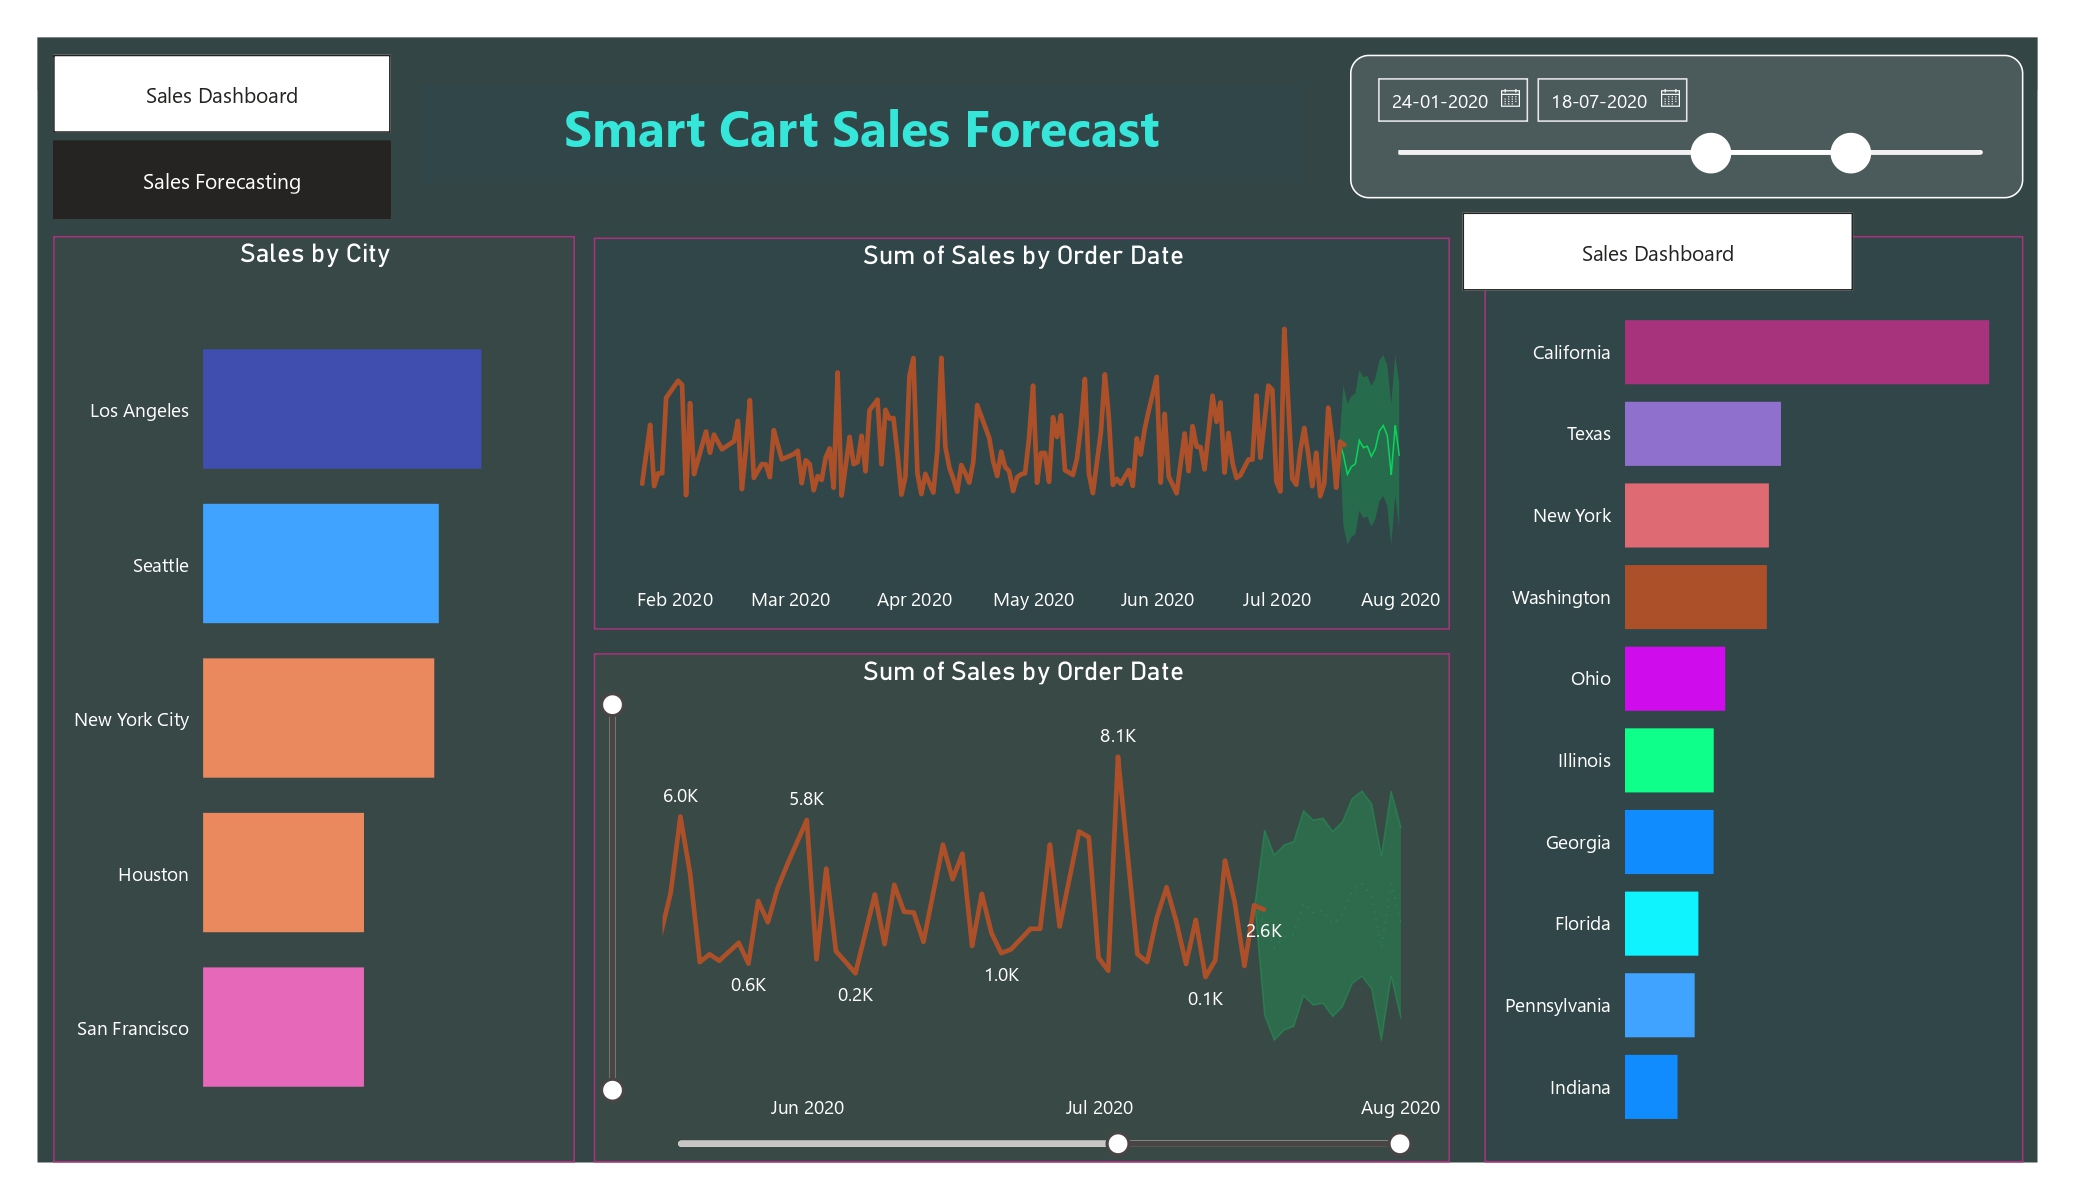 Sales Dashboard
Sales Forecasting
Smart Cart Sales Forecast
24-01-2020
18-07-2020
Sales by City
Los Angeles
Seattle
New York City
Houston
San Francisco
Sum of Sales by Order Date
Feb 2020
Mar 2020
Apr 2020
May 2020
Jun 2020
Jul 2020
Aug 2020
Sum of Sales by Order Date
8.1K
6.0K
5.8K
2.6K
0.6K
0.2K
1.0K
0.1K
Jun 2020
Jul 2020
Aug 2020
Sales Dashboard
California
Texas
New York
Washington
Ohio
Illinois
Georgia
Florida
Pennsylvania
Indiana